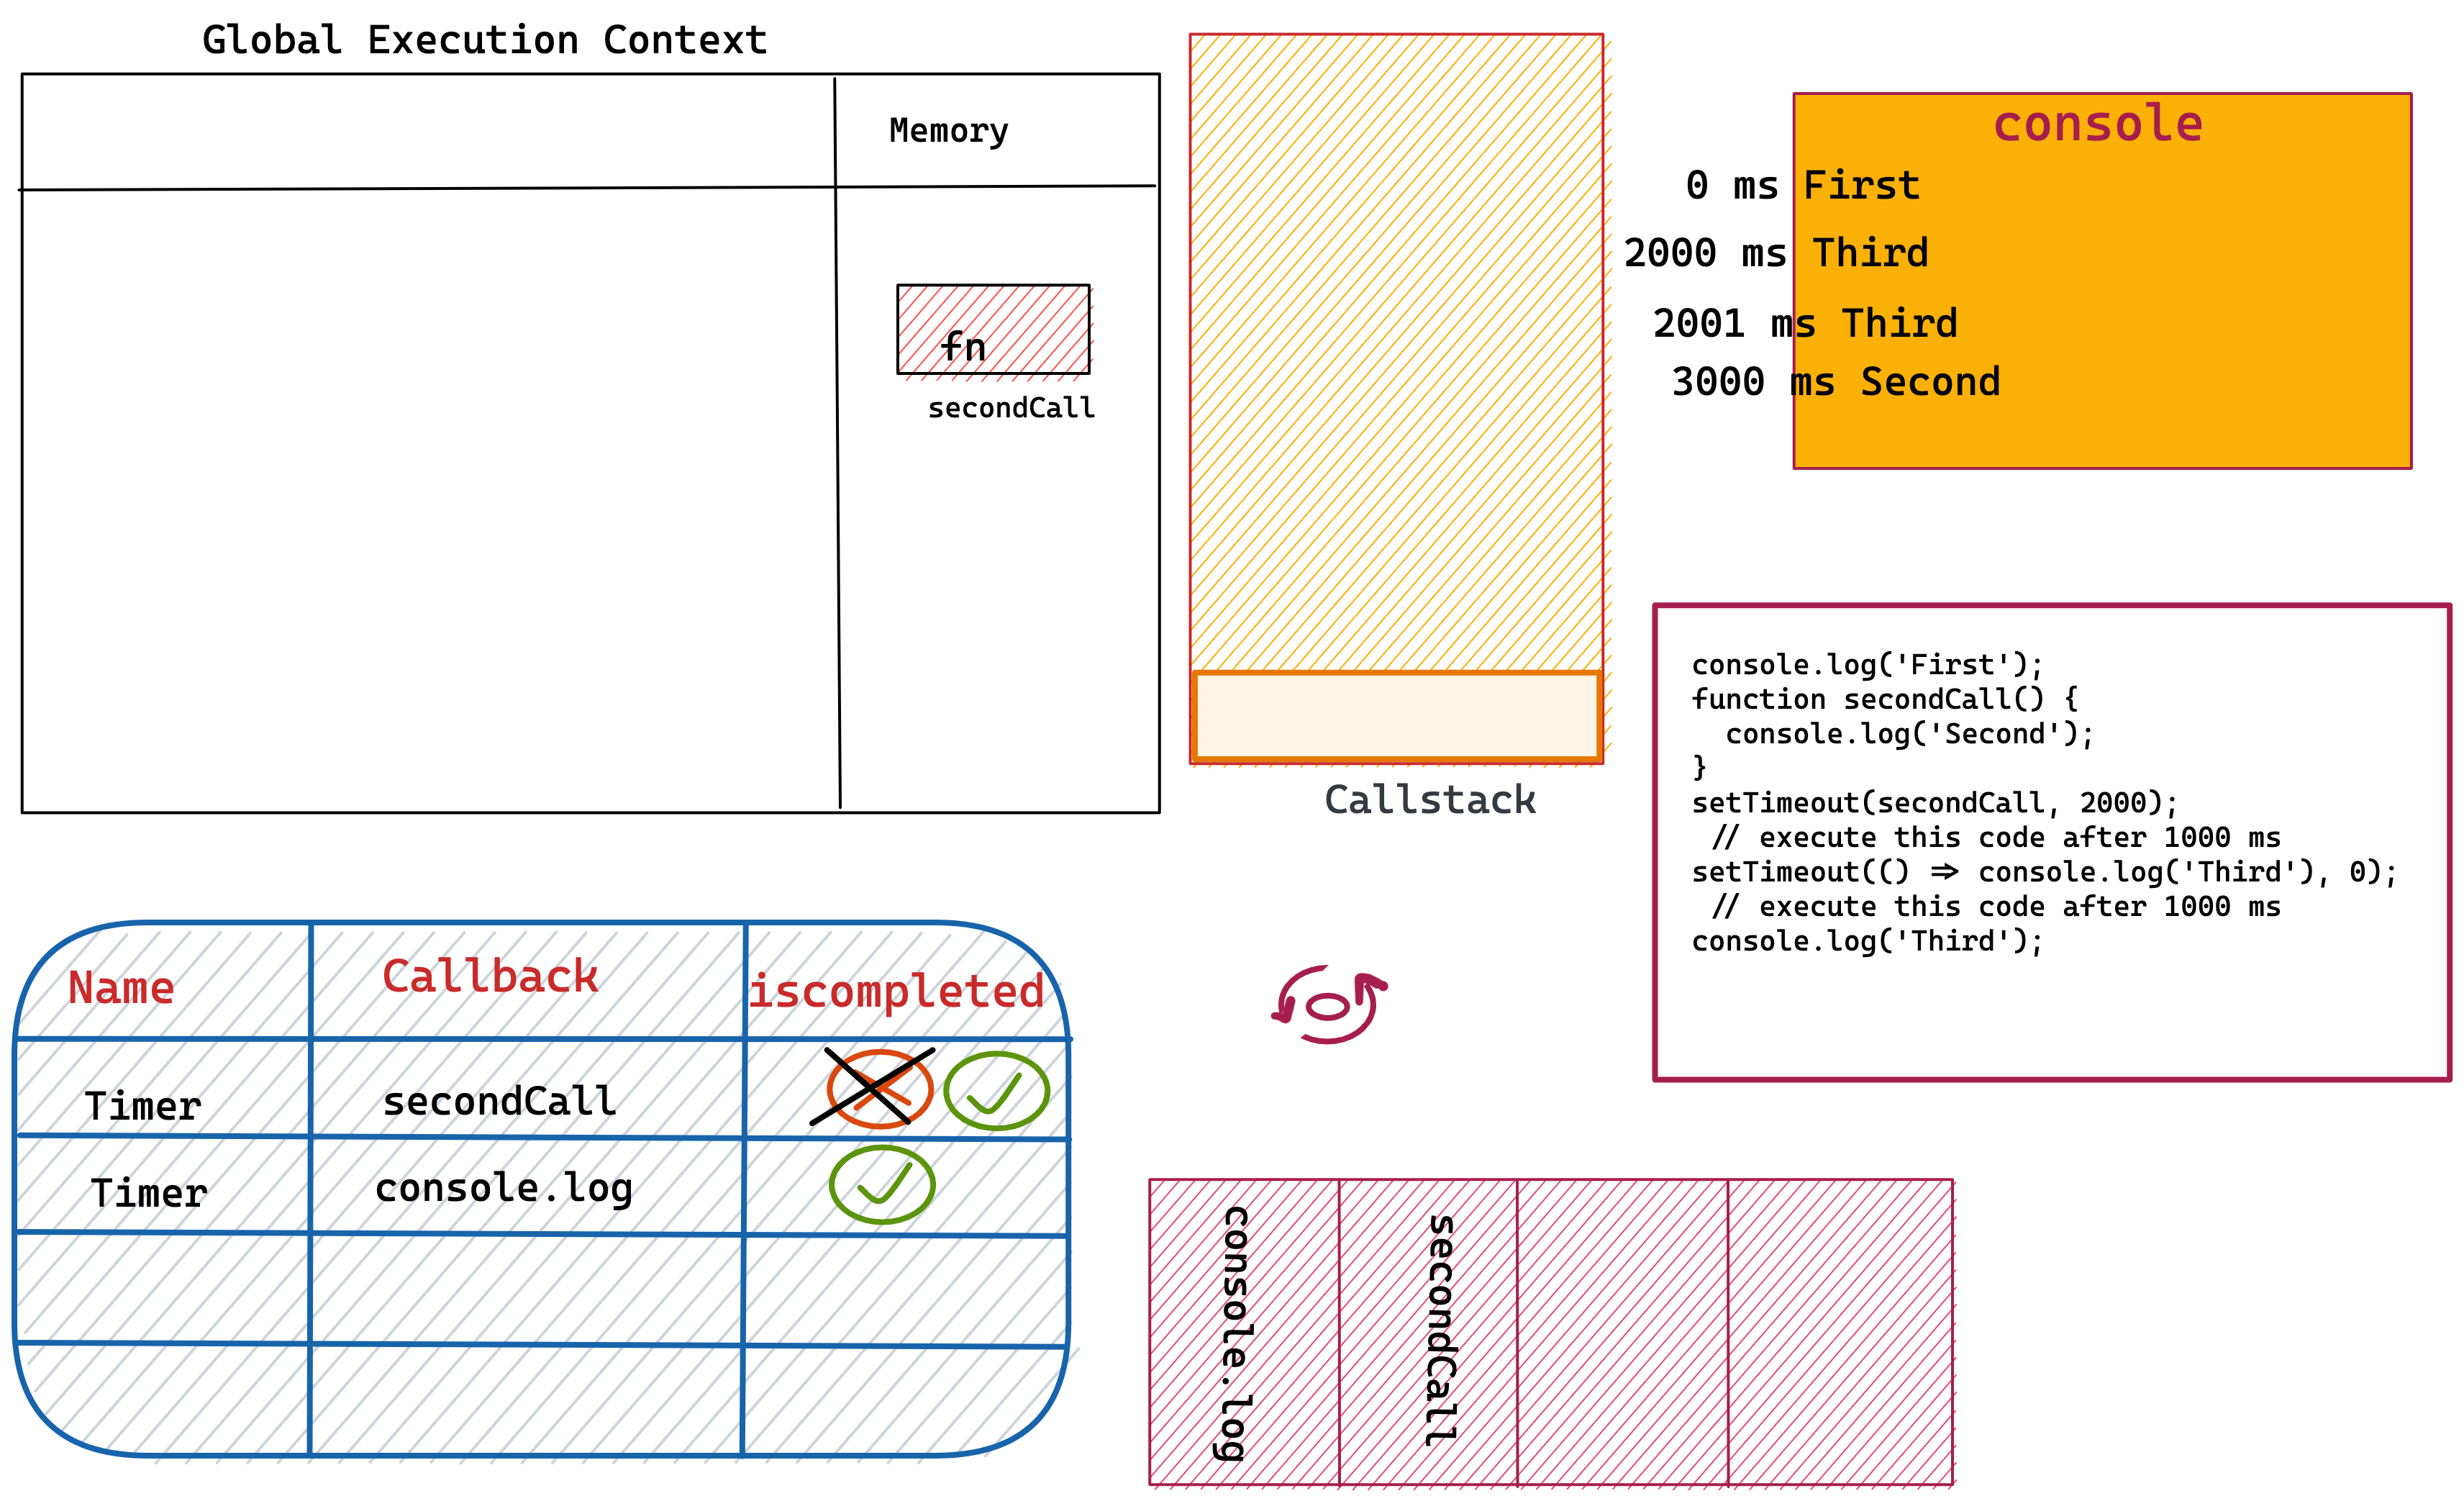 Global Execution Context
Memory
fn
secondCall
Callstack
console
0 ms First
2000 ms Third
2001 ms Third
3000 ms Second
console.log('First');
function secondCall() {
  console.log('Second');
}
setTimeout(secondCall, 2000);
 // execute this code after 1000 ms
setTimeout(() => console.log('Third'), 0);
 // execute this code after 1000 ms
console.log('Third');
Name Callback iscompleted
Timer secondCall
Timer console.log
console.log
secondCall